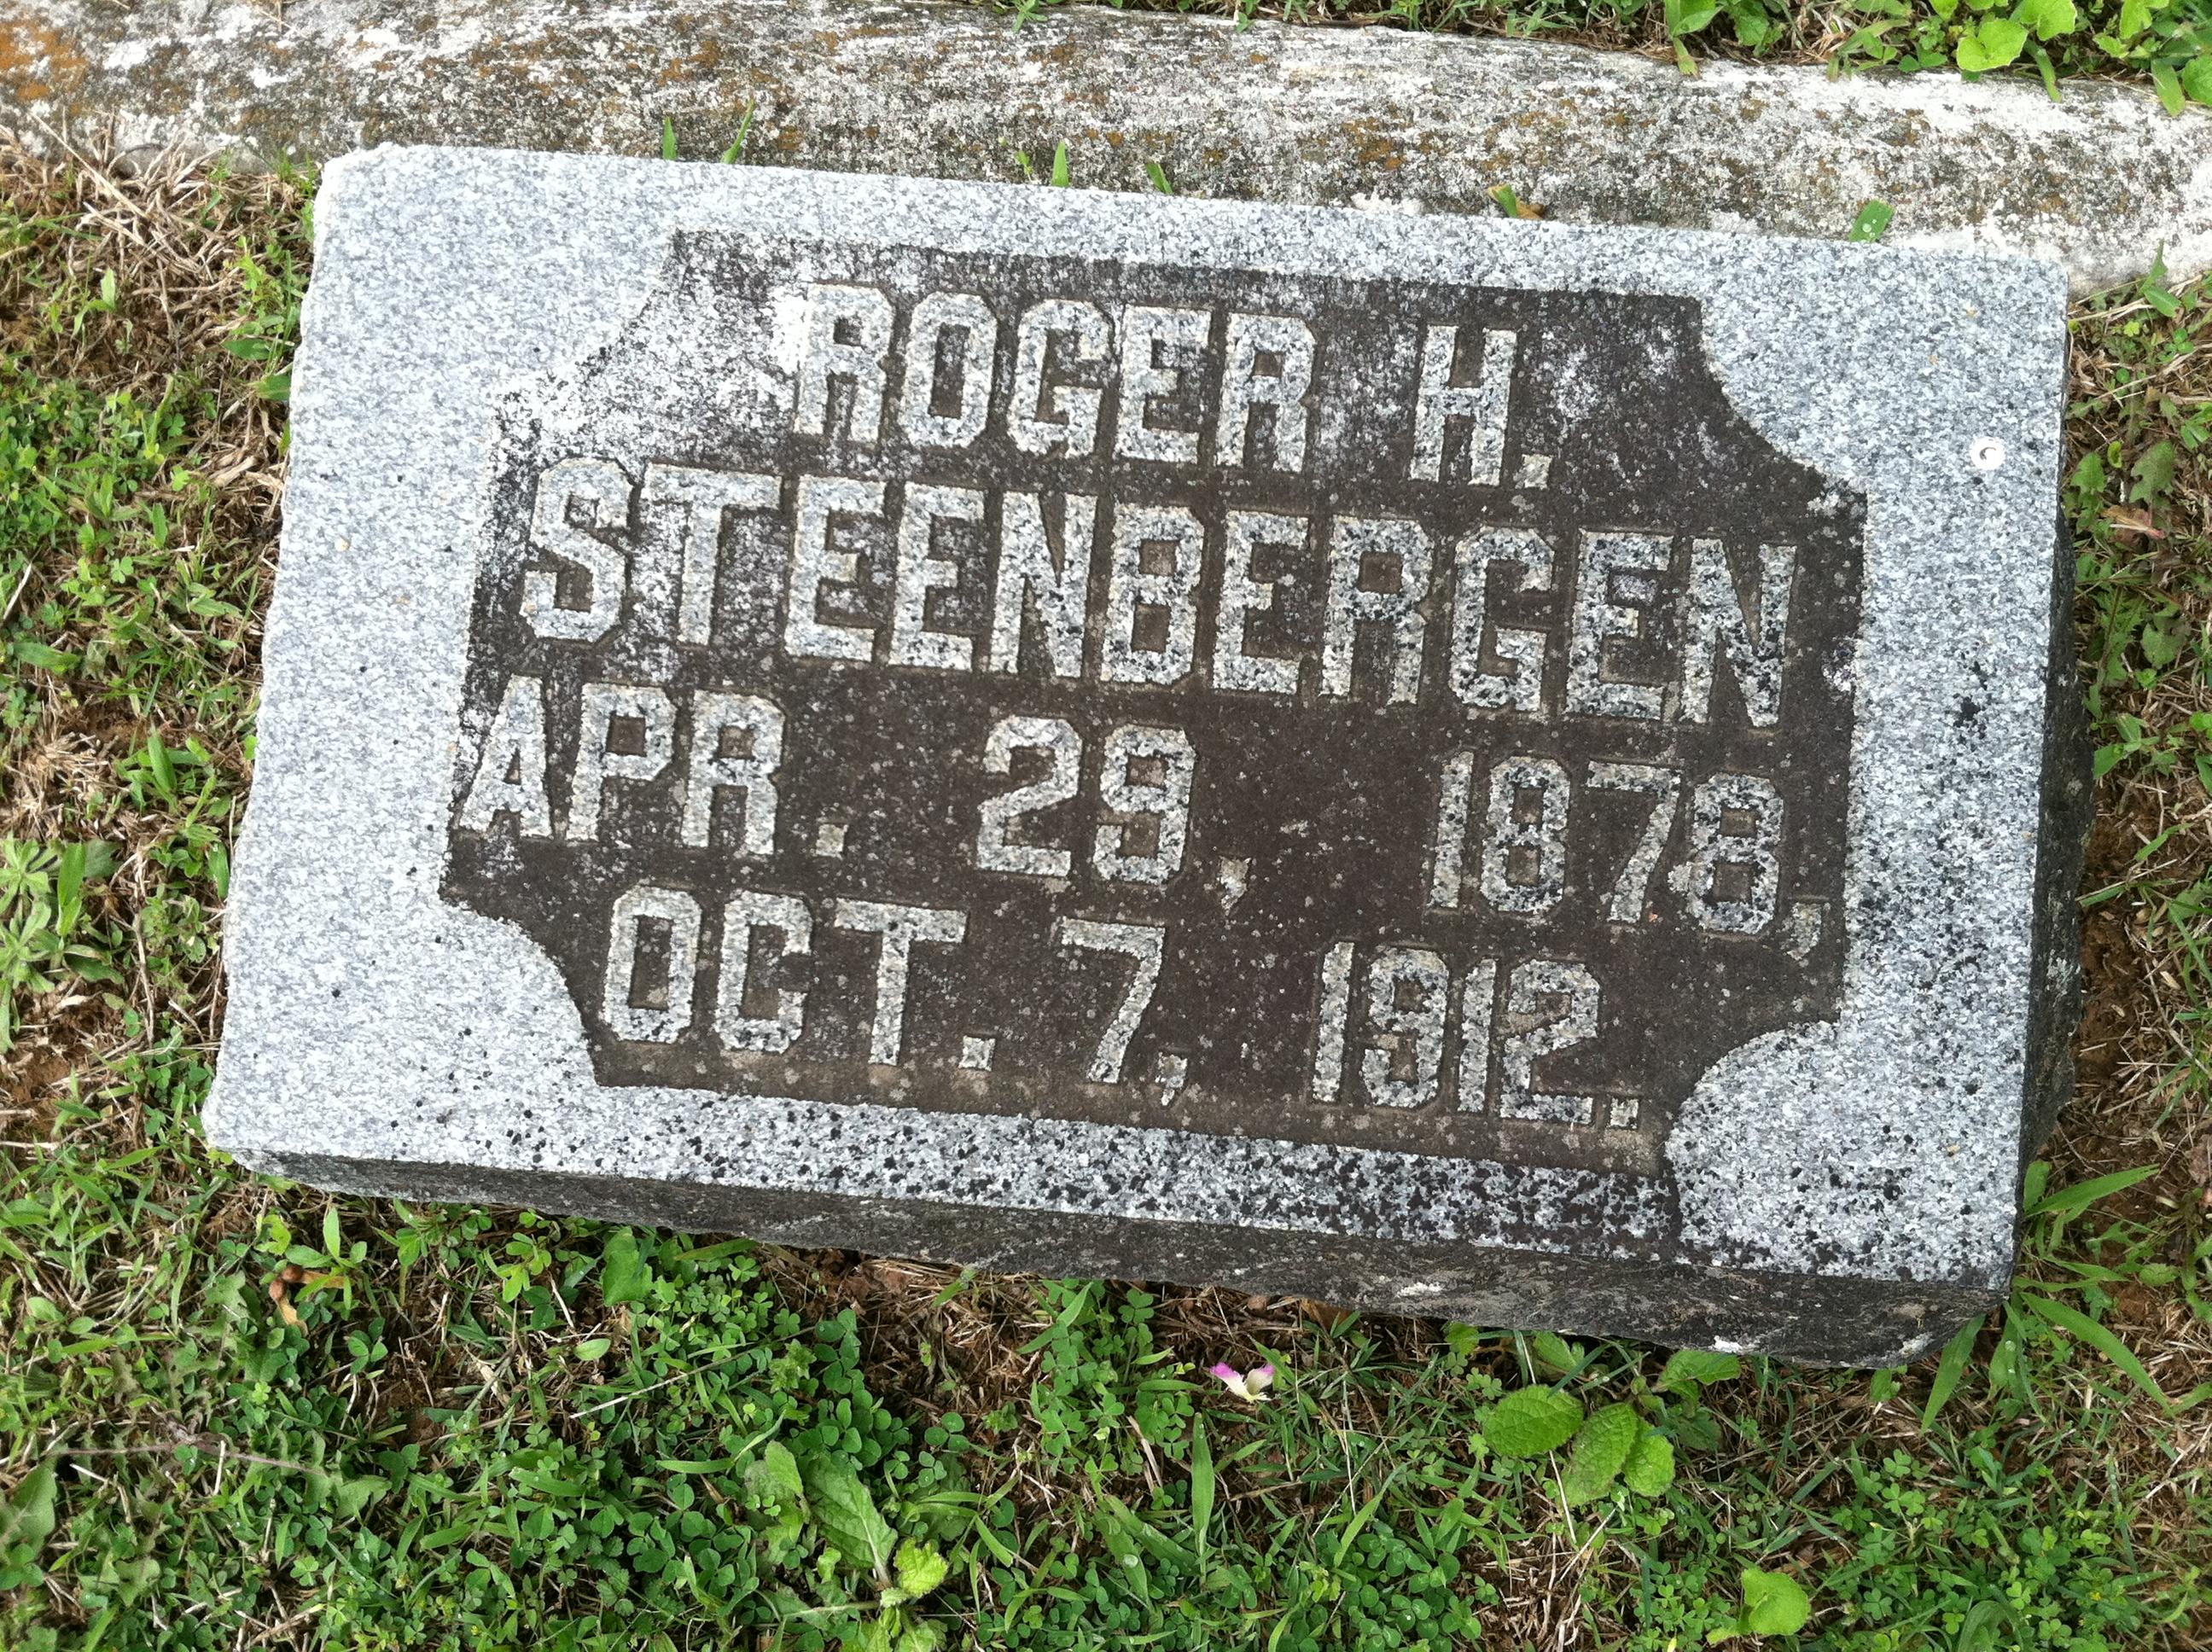 ROGER H.
STEENBERGEN
APR. 29, 1878,
OCT. 7, 1912.